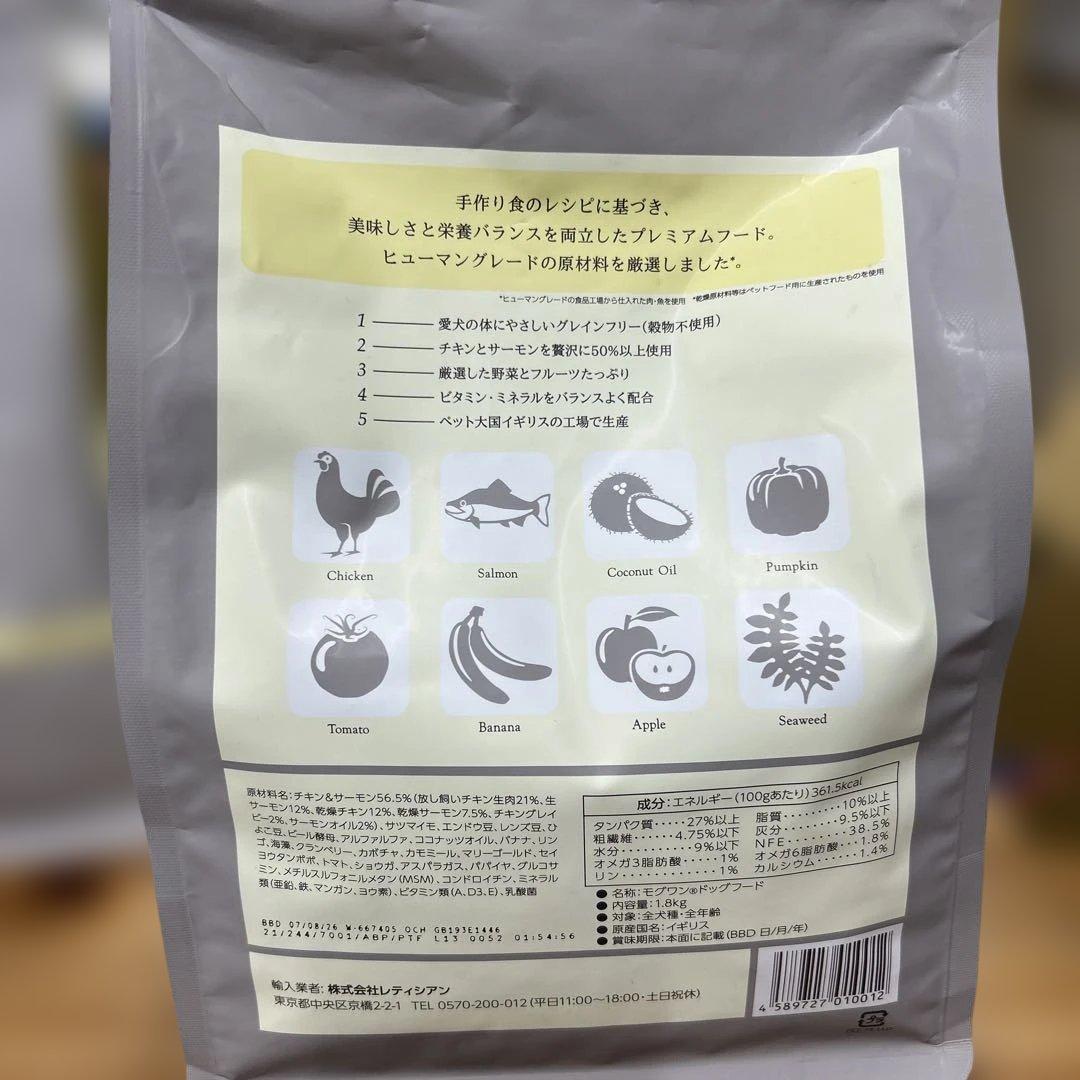 手作り食のレシピに基づき、
美味しさと栄養バランスを両立したプレミアムフード。
ヒューマングレードの原材料を厳選しました*。
*ヒューマングレードの食品工場から仕入れた肉・魚を使用 *乾燥原材料等はペットフード用に生産されたものを使用
1 愛犬の体にやさしいグレインフリー(穀物不使用)
2 チキンとサーモンを贅沢に50%以上使用
3 厳選した野菜とフルーツたっぷり
4 ビタミン・ミネラルをバランスよく配合
5 ペット大国イギリスの工場で生産
Chicken Salmon Coconut Oil Pumpkin
Tomato Banana Apple Seaweed
原材料名:チキン&サーモン56.5%(放し飼いチキン生肉21%、生
サーモン12%、乾燥チキン12%、乾燥サーモン7.5%、チキングレイ
ビー2%、サーモンオイル2%)、サツマイモ、エンドウ豆、レンズ豆、ひ
よこ豆、ビール酵母、アルファルファ、ココナッツオイル、バナナ、リン
ゴ、海藻、クランベリー、カボチャ、カモミール、マリーゴールド、セイ
ヨウタンポポ、トマト、ショウガ、アスパラガス、パパイヤ、グルコサ
ミン、メチルスルフォニルメタン(MSM)、コンドロイチン、ミネラル
類(亜鉛、鉄、マンガン、ヨウ素)、ビタミン類(A、D3、E)、乳酸菌
BBD 07/08/26 W-667405 OCH GB193E1446
21/244/7001/ABP/PTF L13 0052 01:54:56
成分:エネルギー(100gあたり)361.5kcal
タンパク質・・・・・27%以上
粗繊維・・・・・・4.75%以下
水分・・・・・・・・・・9%以下
オメガ3脂肪酸・・・・・1%
リン・・・・・・・・・・・・1%
脂質・・・・・・・・・10%以上
灰分・・・・・・・・・9.5%以下
NFE・・・・・・・・・・38.5%
オメガ6脂肪酸・・・1.8%
カルシウム・・・・・・1.4%
● 名称:モグワン®ドッグフード
● 内容量:1.8kg
● 対象:全犬種・全年齢
● 原産国名:イギリス
● 賞味期限:本面に記載(BBD 日/月/年)
輸入業者:株式会社レティシアン
東京都中央区京橋2-2-1 TEL 0570-200-012(平日11:00〜18:00・土日祝休)
4 589727 010012
プラ